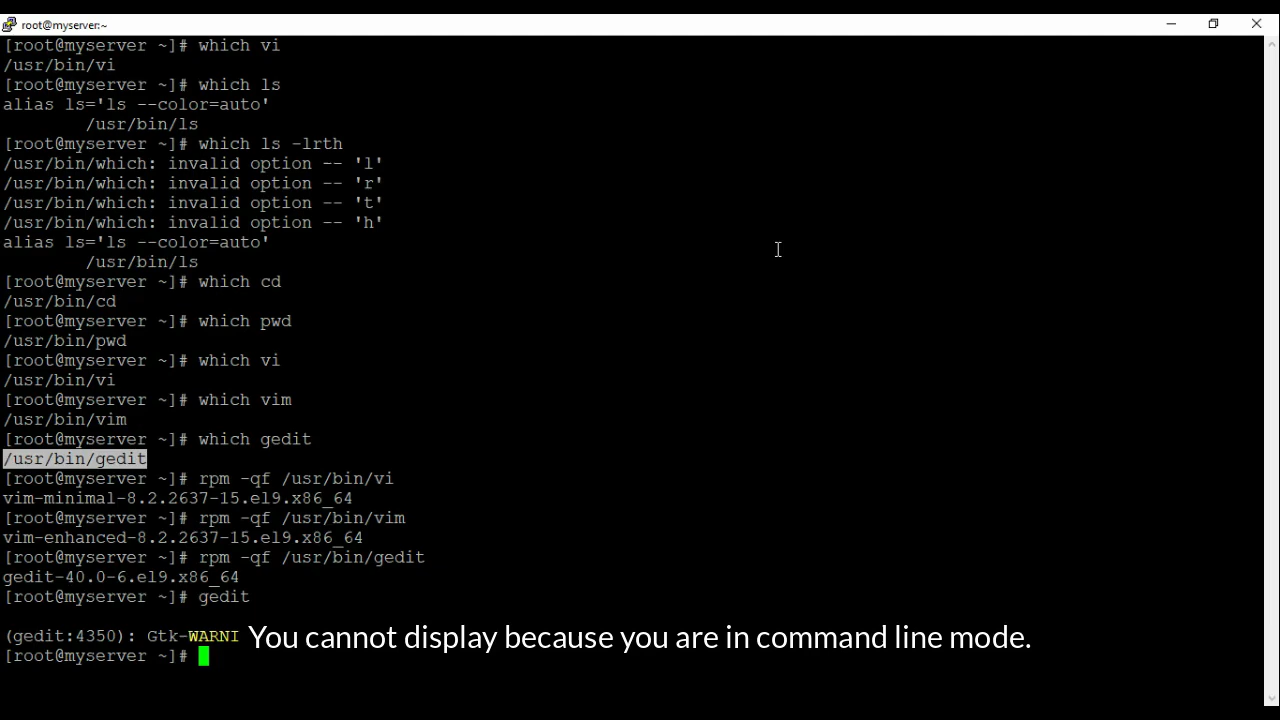 root@myserver:~
[root@myserver ~]# which vi
/usr/bin/vi
[root@myserver ~]# which ls
alias ls='ls --color=auto'
        /usr/bin/ls
[root@myserver ~]# which ls -lrth
/usr/bin/which: invalid option -- 'l'
/usr/bin/which: invalid option -- 'r'
/usr/bin/which: invalid option -- 't'
/usr/bin/which: invalid option -- 'h'
alias ls='ls --color=auto'
        /usr/bin/ls
[root@myserver ~]# which cd
/usr/bin/cd
[root@myserver ~]# which pwd
/usr/bin/pwd
[root@myserver ~]# which vi
/usr/bin/vi
[root@myserver ~]# which vim
/usr/bin/vim
[root@myserver ~]# which gedit
/usr/bin/gedit
[root@myserver ~]# rpm -qf /usr/bin/vi
vim-minimal-8.2.2637-15.el9.x86_64
[root@myserver ~]# rpm -qf /usr/bin/vim
vim-enhanced-8.2.2637-15.el9.x86_64
[root@myserver ~]# rpm -qf /usr/bin/gedit
gedit-40.0-6.el9.x86_64
[root@myserver ~]# gedit
(gedit:4350): Gtk-WARNI
You cannot display because you are in command line mode.
[root@myserver ~]#